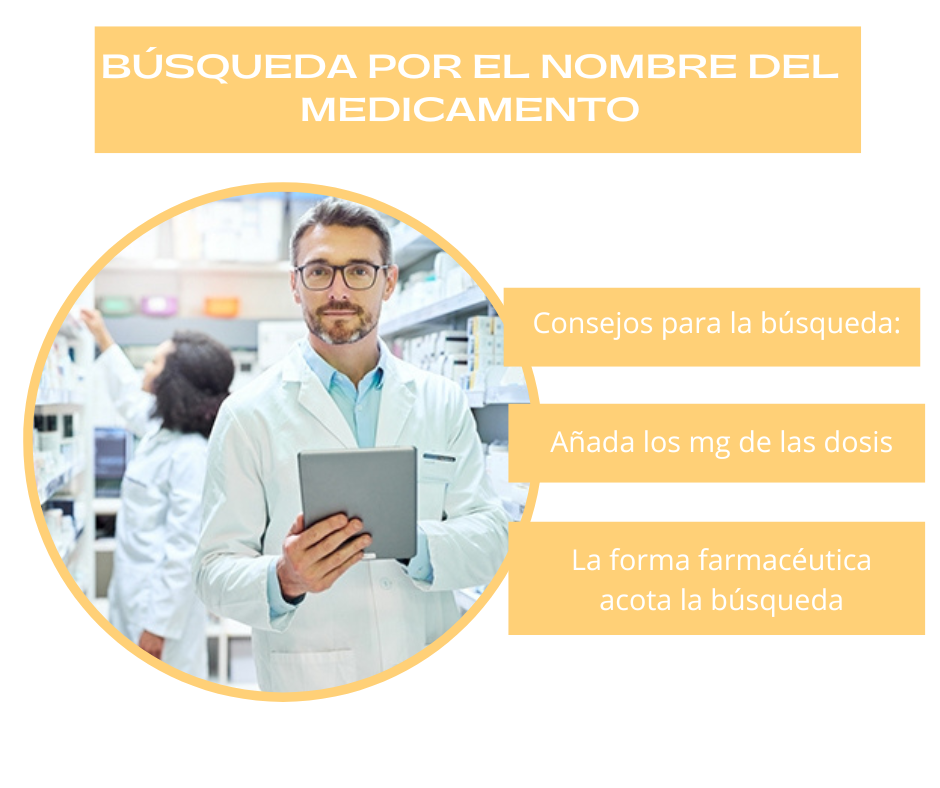 BÚSQUEDA POR EL NOMBRE DEL
MEDICAMENTO
Consejos para la búsqueda:
Añada los mg de las dosis
La forma farmacéutica
acota la búsqueda